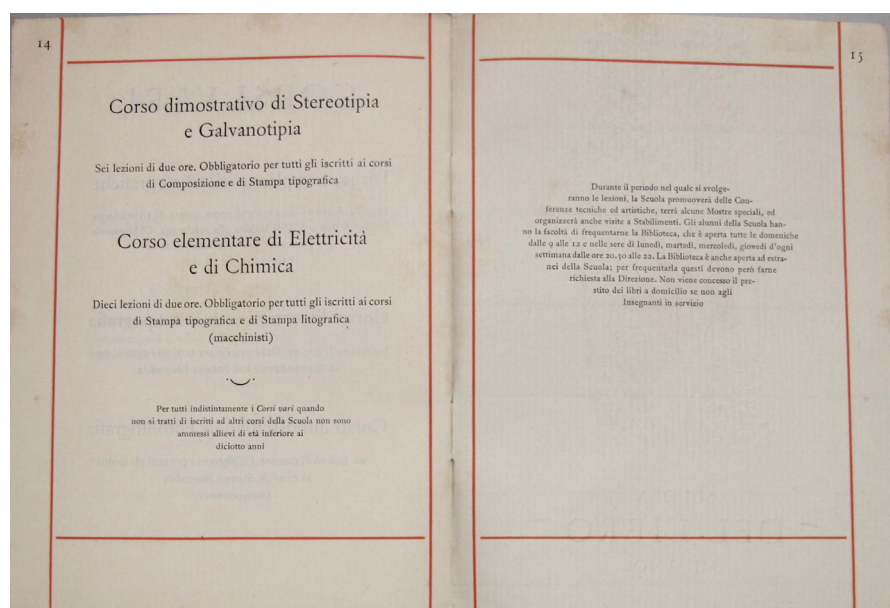 14
Corso dimostrativo di Stereotipia
e Galvanotipia
Sei lezioni di due ore. Obbligatorio per tutti gli iscritti ai corsi
di Composizione e di Stampa tipografica
Corso elementare di Elettricità
e di Chimica
Dieci lezioni di due ore. Obbligatorio per tutti gli iscritti ai corsi
di Stampa tipografica e di Stampa litografica
(macchinisti)
Per tutti indistintamente i Corsi vari quando
non si tratti di iscritti ad altri corsi della Scuola non sono
ammessi allievi di età inferiore ai
diciotto anni
15
Durante il periodo nel quale si svolge-
ranno le lezioni, la Scuola promuoverà delle Con-
ferenze tecniche ed artistiche, terrà alcune Mostre speciali, ed
organizzerà anche visite a Stabilimenti. Gli alunni della Scuola han-
no la facoltà di frequentarne la Biblioteca, che è aperta tutte le domeniche
dalle 9 alle 12 e nelle sere di lunedì, martedì, mercoledì, giovedì d'ogni
settimana dalle ore 20.30 alle 22. La Biblioteca è anche aperta ad estra-
nei della Scuola; per frequentarla questi devono però farne
richiesta alla Direzione. Non viene concesso il pre-
stito dei libri a domicilio se non agli
Insegnanti in servizio